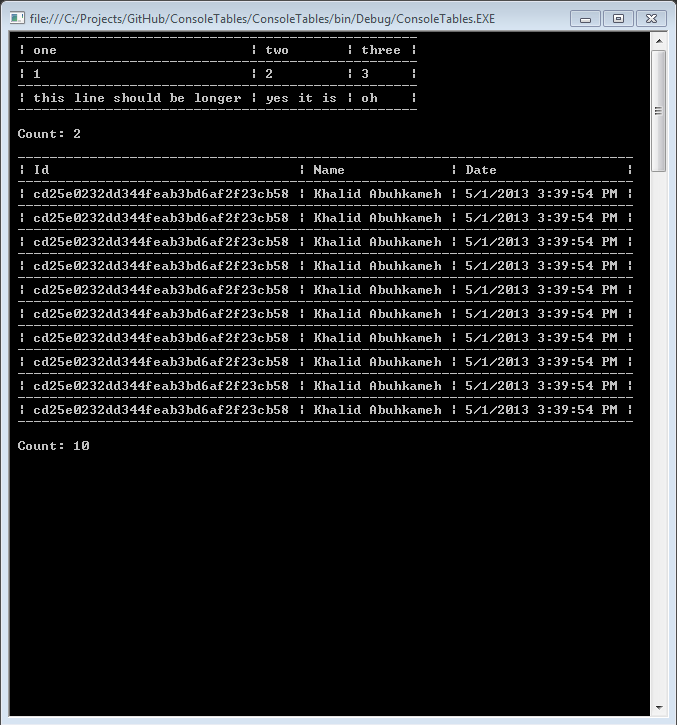 file:///C:/Projects/GitHub/ConsoleTables/ConsoleTables/bin/Debug/ConsoleTables.EXE
| one | two | three |
| 1 | 2 | 3 |
| this line should be longer | yes it is | oh |
Count: 2
| Id | Name | Date |
| cd25e0232dd344feab3bd6af2f23cb58 | Khalid Abuhkameh | 5/1/2013 3:39:54 PM |
| cd25e0232dd344feab3bd6af2f23cb58 | Khalid Abuhkameh | 5/1/2013 3:39:54 PM |
| cd25e0232dd344feab3bd6af2f23cb58 | Khalid Abuhkameh | 5/1/2013 3:39:54 PM |
| cd25e0232dd344feab3bd6af2f23cb58 | Khalid Abuhkameh | 5/1/2013 3:39:54 PM |
| cd25e0232dd344feab3bd6af2f23cb58 | Khalid Abuhkameh | 5/1/2013 3:39:54 PM |
| cd25e0232dd344feab3bd6af2f23cb58 | Khalid Abuhkameh | 5/1/2013 3:39:54 PM |
| cd25e0232dd344feab3bd6af2f23cb58 | Khalid Abuhkameh | 5/1/2013 3:39:54 PM |
| cd25e0232dd344feab3bd6af2f23cb58 | Khalid Abuhkameh | 5/1/2013 3:39:54 PM |
| cd25e0232dd344feab3bd6af2f23cb58 | Khalid Abuhkameh | 5/1/2013 3:39:54 PM |
| cd25e0232dd344feab3bd6af2f23cb58 | Khalid Abuhkameh | 5/1/2013 3:39:54 PM |
Count: 10